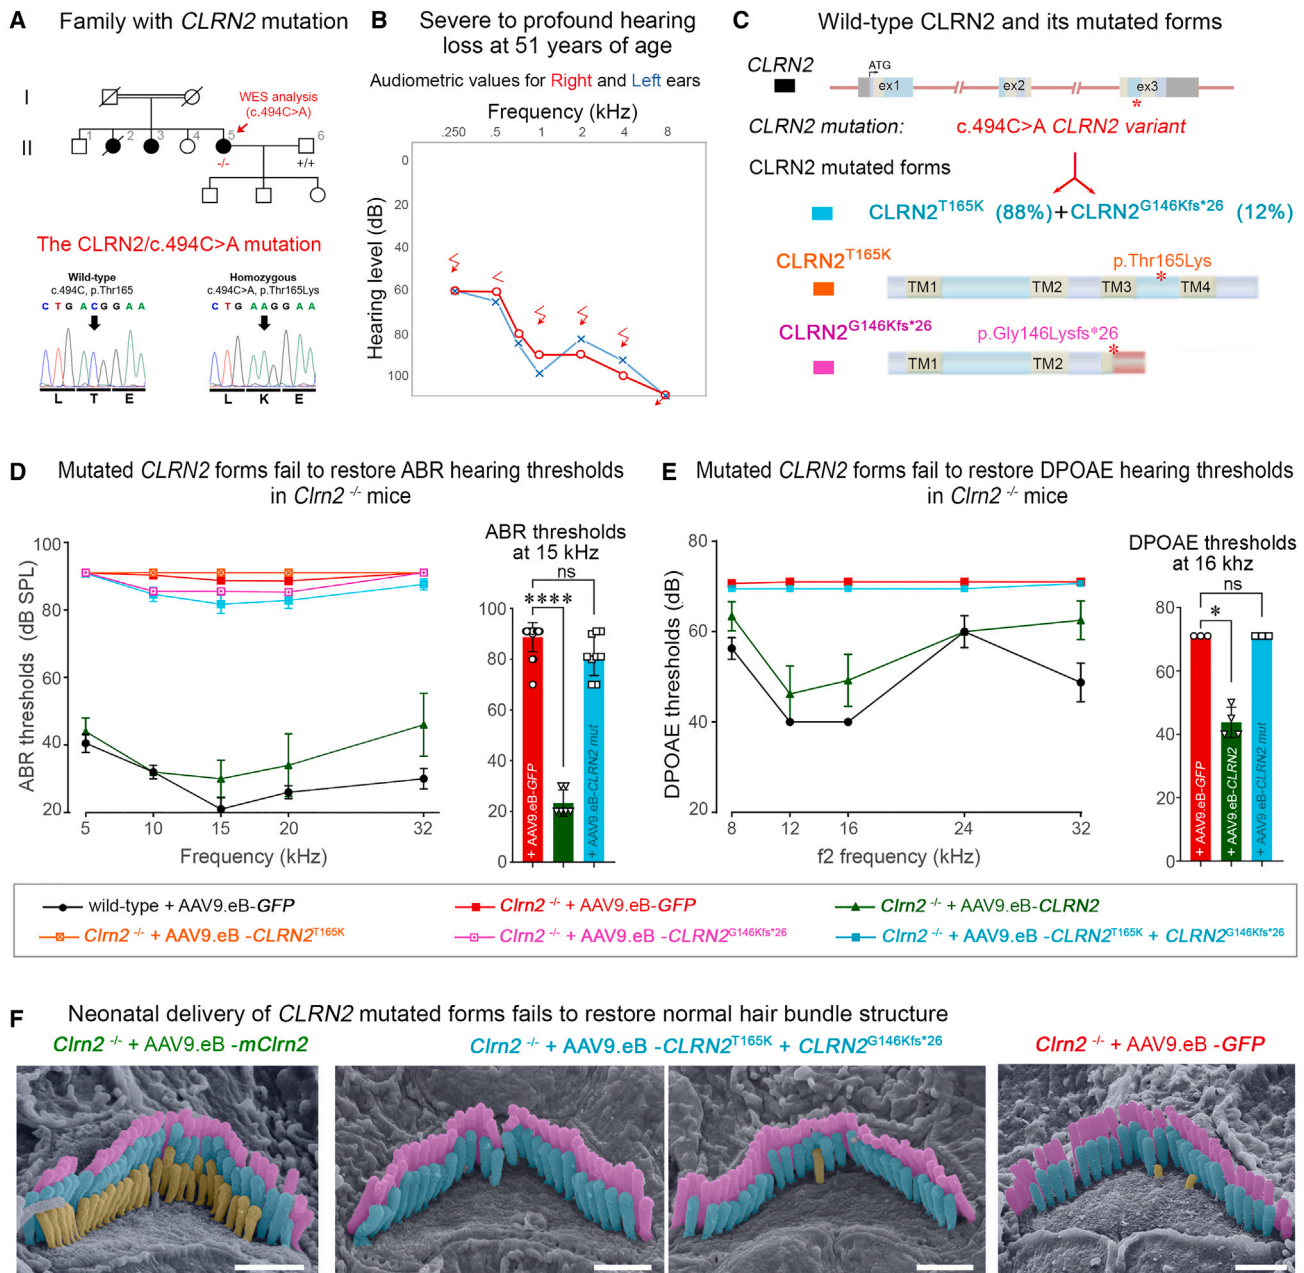 A Family with CLRN2 mutation
I
II
1
2
3
4
5
6
WES analysis
(c.494C>A)
-/-
+/+
The CLRN2/c.494C>A mutation
Wild-type
c.494C, p.Thr165
C T G A C G G A A
L T E
Homozygous
c.494C>A, p.Thr165Lys
C T G A A G G A A
L K E
B Severe to profound hearing
loss at 51 years of age
Audiometric values for Right and Left ears
Frequency (kHz)
.250 .5 1 2 4 8
Hearing level (dB)
0
20
40
60
80
100
C Wild-type CLRN2 and its mutated forms
CLRN2
ATG
ex1 ex2 ex3
*
CLRN2 mutation: c.494C>A CLRN2 variant
CLRN2 mutated forms
CLRN2T165K (88%)+CLRN2G146Kfs*26 (12%)
CLRN2T165K
p.Thr165Lys
*
TM1 TM2 TM3 TM4
CLRN2G146Kfs*26
p.Gly146Lysfs*26
*
TM1 TM2
D Mutated CLRN2 forms fail to restore ABR hearing thresholds
in Clrn2 -/- mice
ABR thresholds (dB SPL)
100
80
60
40
20
5 10 15 20 32
Frequency (kHz)
ABR thresholds
at 15 kHz
ns
****
100
80
60
40
20
0
+ AAV9.eB-GFP
+ AAV9.eB-CLRN2 mut
E Mutated CLRN2 forms fail to restore DPOAE hearing thresholds
in Clrn2 -/- mice
DPOAE thresholds (dB)
80
60
40
20
8 12 16 24 32
f2 frequency (kHz)
DPOAE thresholds
at 16 kHz
ns
*
80
60
40
20
0
+ AAV9.eB-GFP
+ AAV9.eB-CLRN2
+ AAV9.eB-CLRN2 mut
wild-type + AAV9.eB-GFP
Clrn2 -/- + AAV9.eB-GFP
Clrn2 -/- + AAV9.eB-CLRN2
Clrn2 -/- + AAV9.eB -CLRN2T165K
Clrn2 -/- + AAV9.eB -CLRN2G146Kfs*26
Clrn2 -/- + AAV9.eB -CLRN2T165K + CLRN2G146Kfs*26
F Neonatal delivery of CLRN2 mutated forms fails to restore normal hair bundle structure
Clrn2 -/- + AAV9.eB -mClrn2
Clrn2 -/- + AAV9.eB -CLRN2T165K + CLRN2G146Kfs*26
Clrn2 -/- + AAV9.eB -GFP